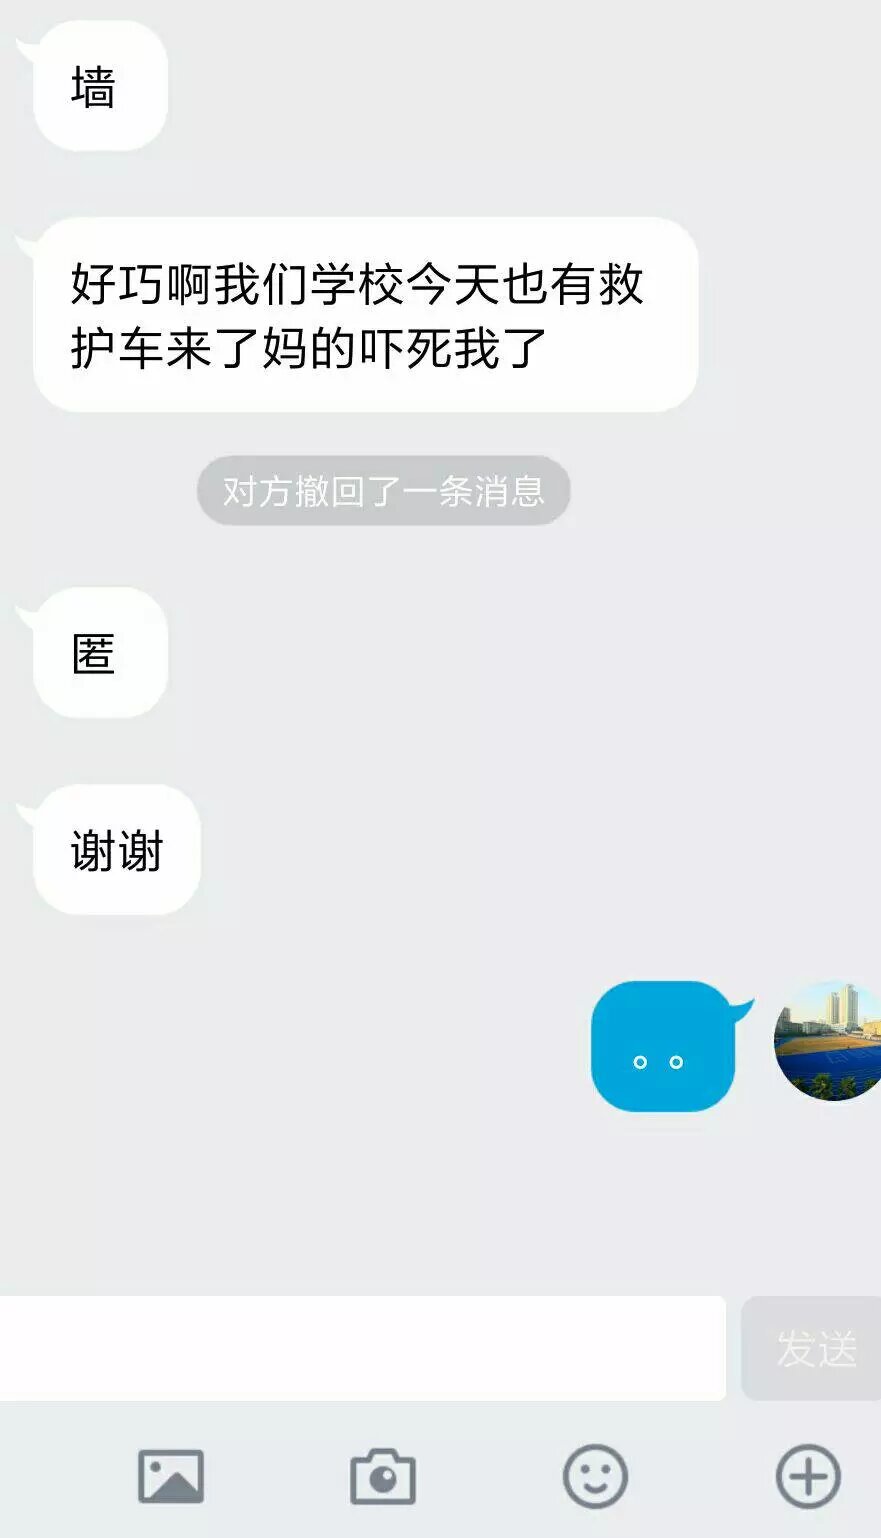 墙
好巧啊我们学校今天也有救
护车来了妈的吓死我了
对方撤回了一条消息
匿
谢谢
。。
发送